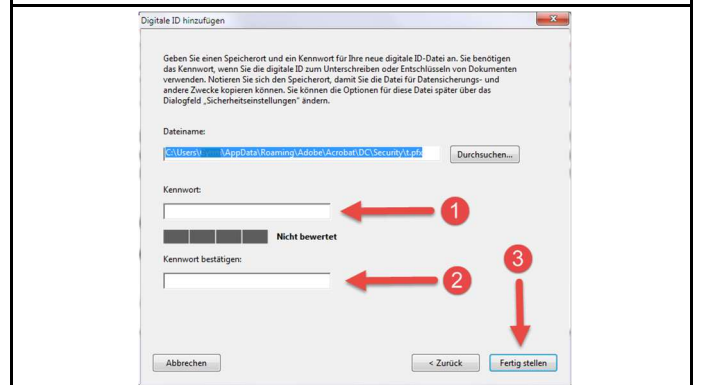 Digitale ID hinzufügen
Geben Sie einen Speicherort und ein Kennwort für Ihre neue digitale ID-Datei an. Sie benötigen
das Kennwort, wenn Sie die digitale ID zum Unterschreiben oder Entschlüsseln von Dokumenten
verwenden. Notieren Sie sich den Speicherort, damit Sie die Datei für Datensicherungs- und
andere Zwecke kopieren können. Sie können die Optionen für diese Datei später über das
Dialogfeld „Sicherheitseinstellungen" ändern.
Dateiname:
C:\Users\ \AppData\Roaming\Adobe\Acrobat\DC\Security\t.pfx Durchsuchen...
Kennwort:
1
Nicht bewertet
Kennwort bestätigen:
3
2
Abbrechen < Zurück Fertig stellen